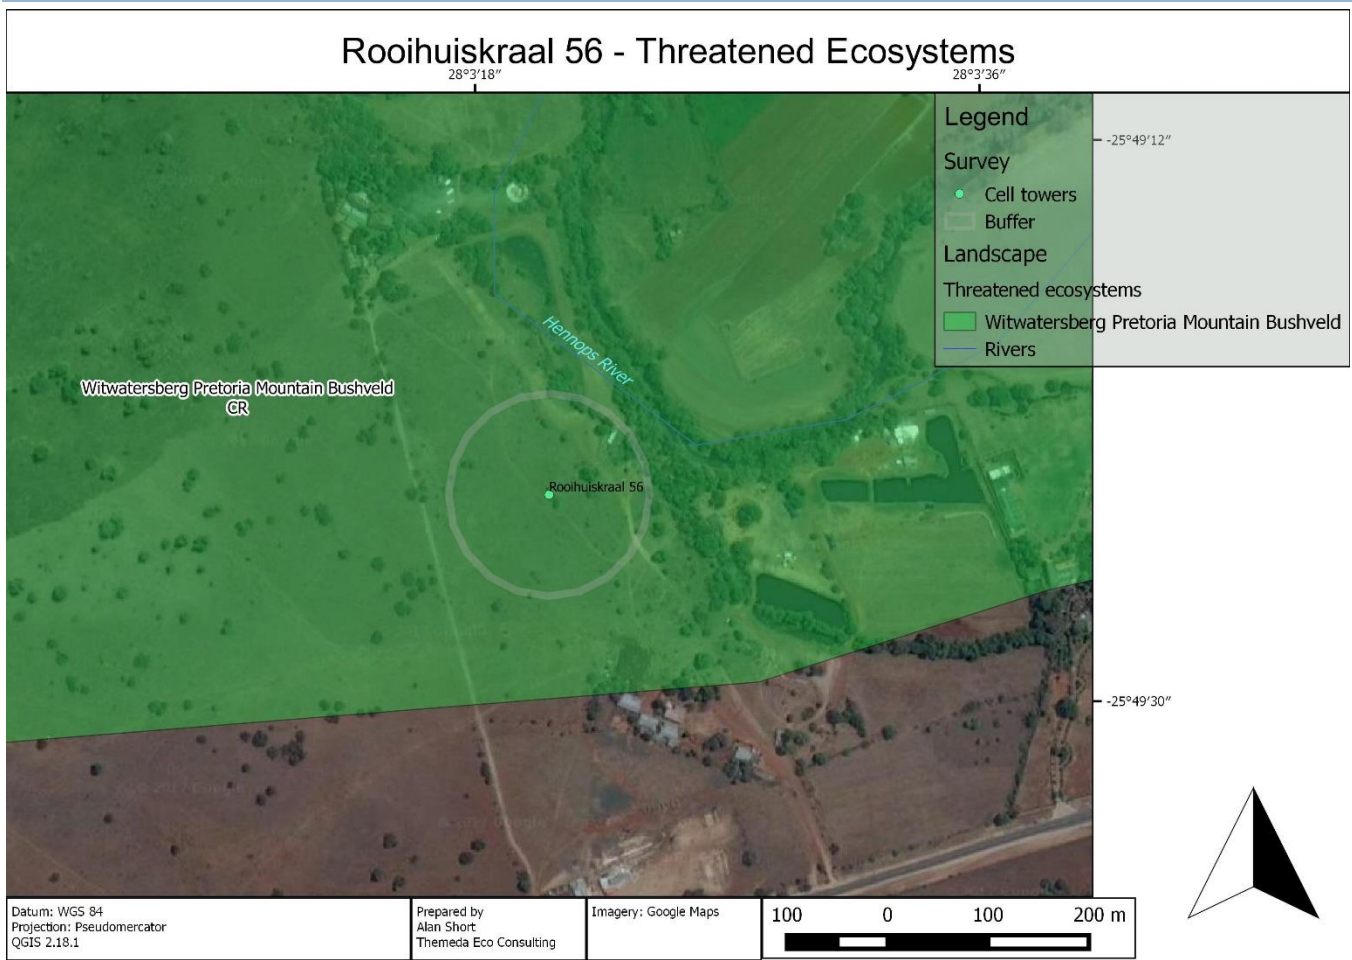 Rooihuiskraal 56 - Threatened Ecosystems
28°3'18"
28°3'36"
Legend
Survey
Cell towers
Buffer
Landscape
Threatened ecosystems
Witwatersberg Pretoria Mountain Bushveld
Rivers
-25°49'12"
Hennops River
Witwatersberg Pretoria Mountain Bushveld
CR
Rooihuiskraal 56
-25°49'30"
Datum: WGS 84
Projection: Pseudomercator
QGIS 2.18.1
Prepared by
Alan Short
Themeda Eco Consulting
Imagery: Google Maps
100 0 100 200 m